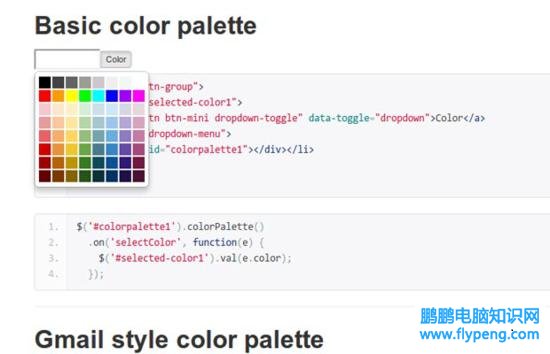 Basic color palette
Color
tn-group">
selected-color1">
tn btn-mini dropdown-toggle" data-toggle="dropdown">Color</a>
dropdown-menu">
id="colorpalette1"></div></li>
1. $('#colorpalette1').colorPalette()
2. .on('selectColor', function(e) {
3. $('#selected-color1').val(e.color);
4. });
Gmail style color palette
鹏鹏电脑知识网
www.flypeng.com